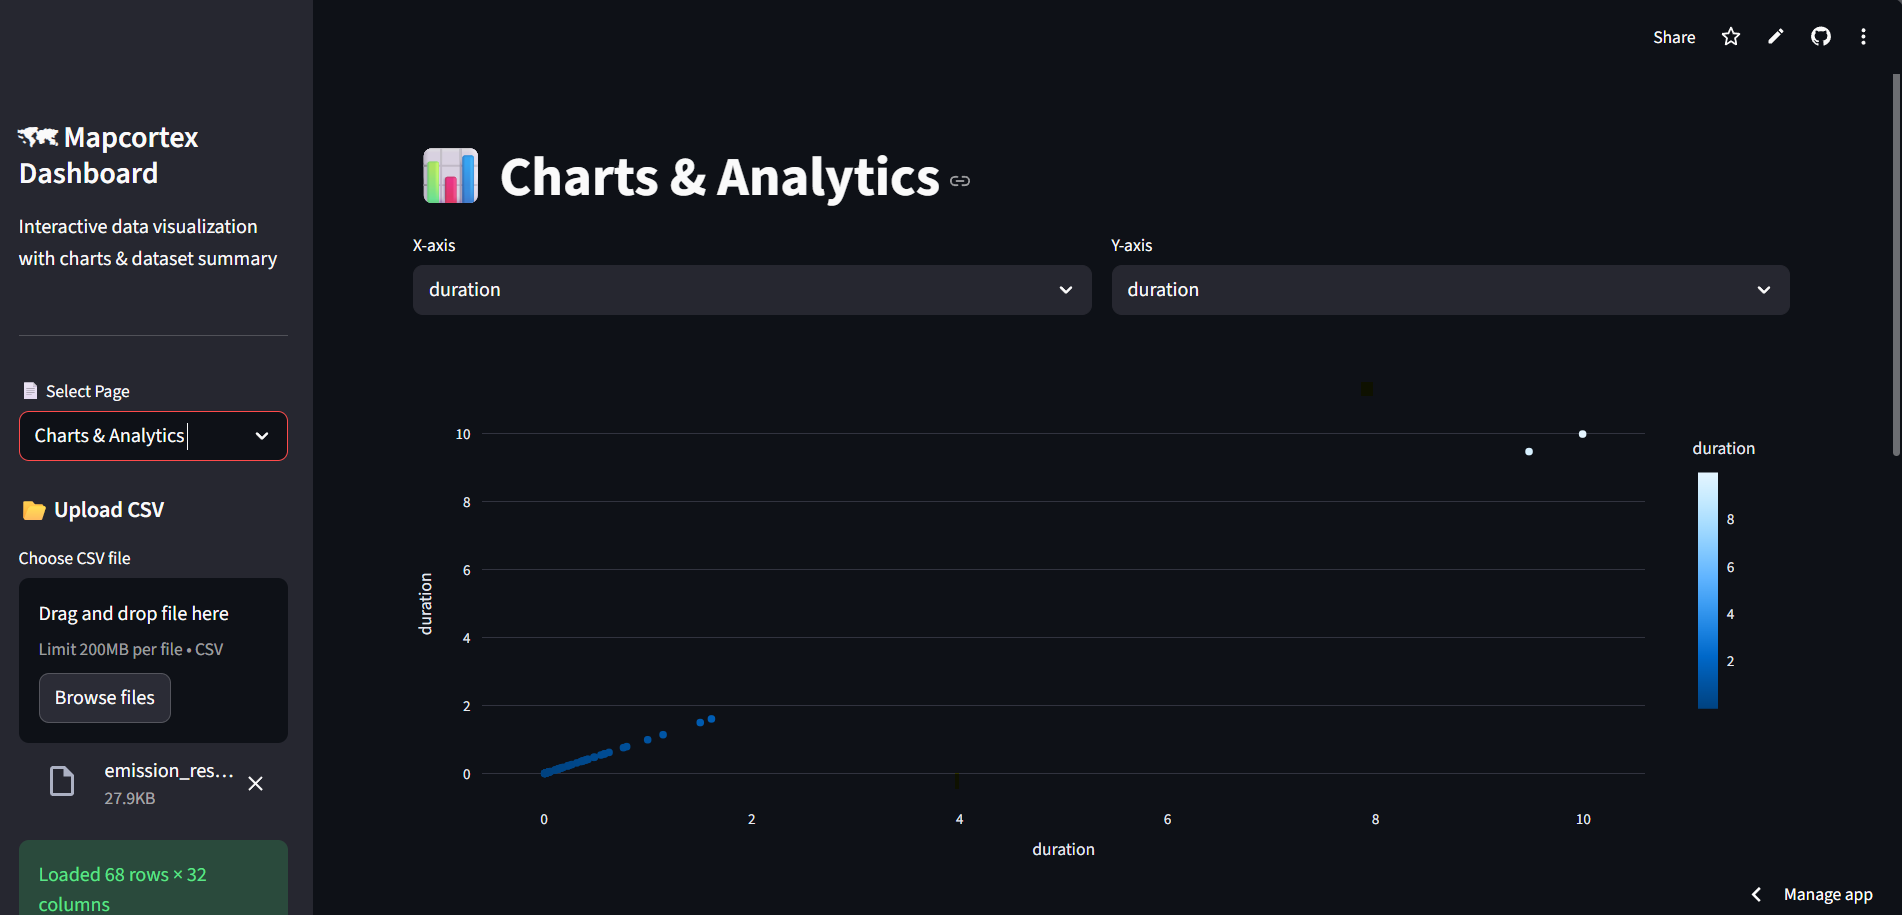 Share
Mapcortex
Dashboard
Interactive data visualization
with charts & dataset summary
Select Page
Charts & Analytics
Upload CSV
Choose CSV file
Drag and drop file here
Limit 200MB per file • CSV
Browse files
emission_res...
27.9KB
Loaded 68 rows × 32
columns
Charts & Analytics
X-axis
duration
Y-axis
duration
10
8
6
4
2
0
duration
0
2
4
6
8
10
duration
duration
8
6
4
2
Manage app